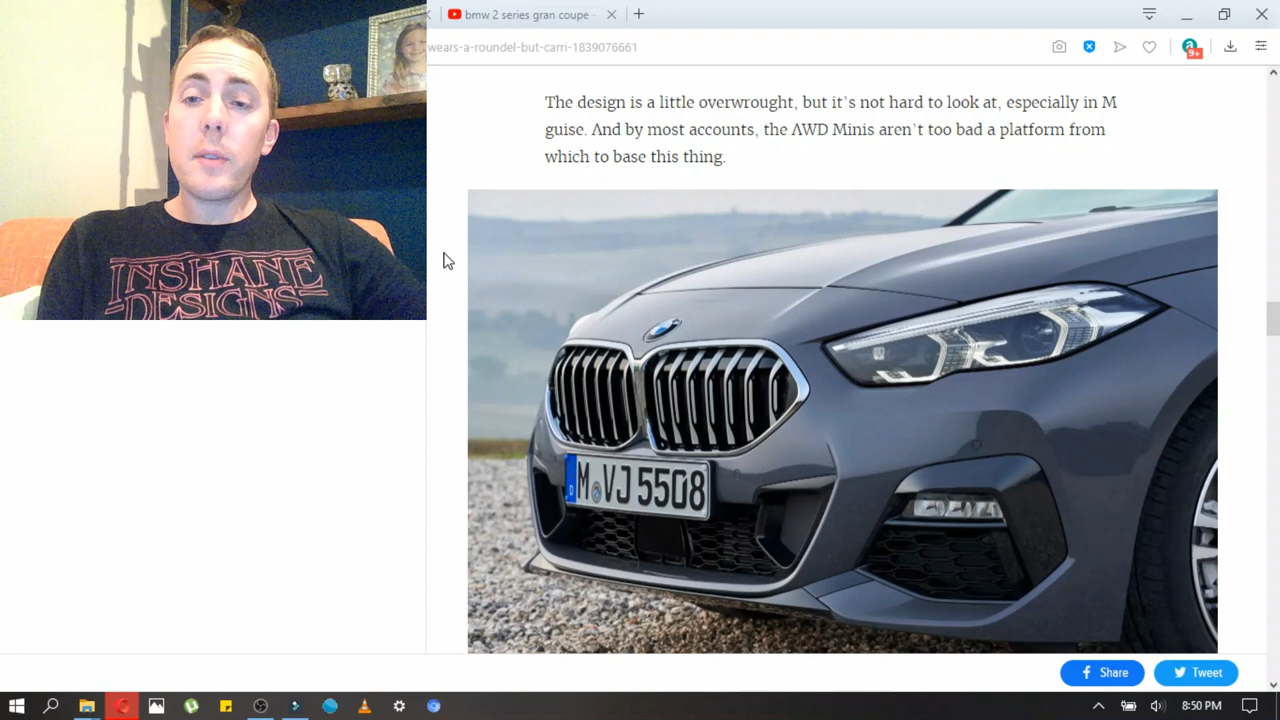 bmw 2 series gran coupe -
wears-a-roundel-but-carri-1839076661
9+
The design is a little overwrought, but it's not hard to look at, especially in M
guise. And by most accounts, the AWD Minis aren't too bad a platform from
which to base this thing.
INSHANE
-DESIGNS-
D
M VJ 5508
Share
Tweet
8:50 PM